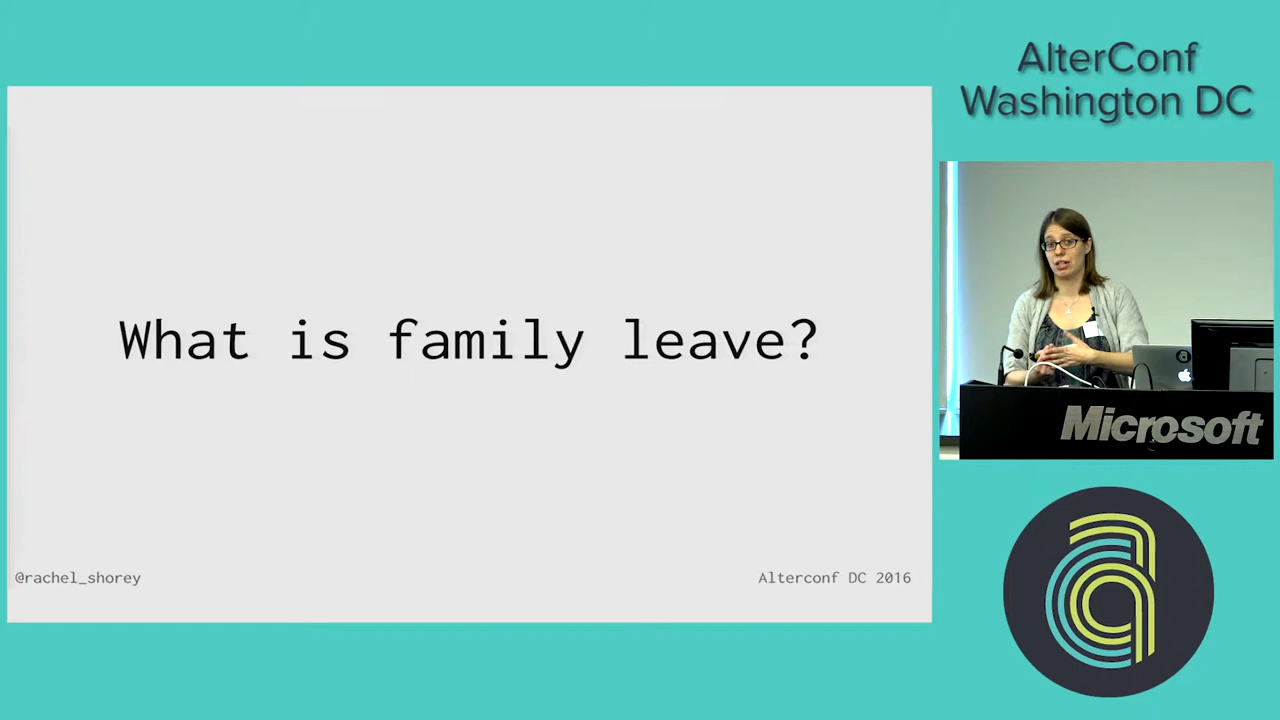 AlterConf
Washington DC
What is family leave?
Microsoft
@rachel_shorey
Alterconf DC 2016